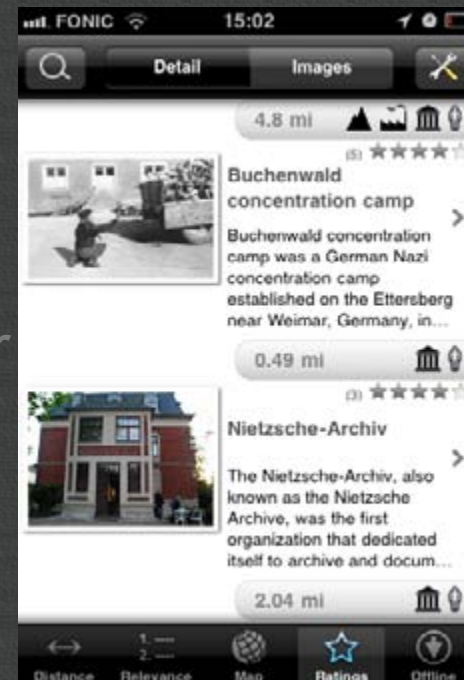 FONIC 15:02
Detail Images
4.8 mi
(5)
Buchenwald
concentration camp
Buchenwald concentration
camp was a German Nazi
concentration camp
established on the Ettersberg
near Weimar, Germany, in...
0.49 mi
(3)
Nietzsche-Archiv
The Nietzsche-Archiv, also
known as the Nietzsche
Archive, was the first
organization that dedicated
itself to archive and docum...
2.04 mi
1.
2.
Distance Relevance Map Ratings Offline